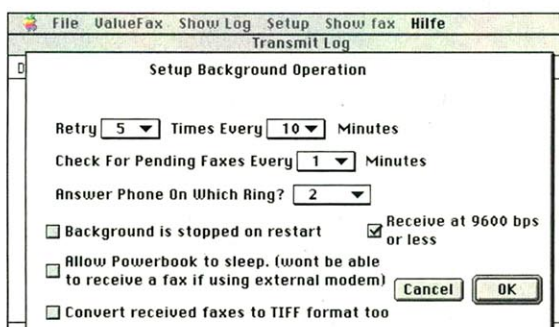 File ValueFax Show Log Setup Show fax Hilfe
Transmit Log
D
Setup Background Operation
Retry 5 Times Every 10 Minutes
Check For Pending Faxes Every 1 Minutes
Answer Phone On Which Ring? 2
Background is stopped on restart
Receive at 9600 bps
or less
Allow Powerbook to sleep. (wont be able
to receive a fax if using external modem)
Cancel OK
Convert received faxes to TIFF format too